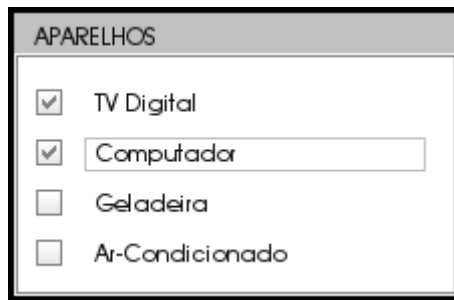 APARELHOS
TV Digital
Computador
Geladeira
Ar-Condicionado